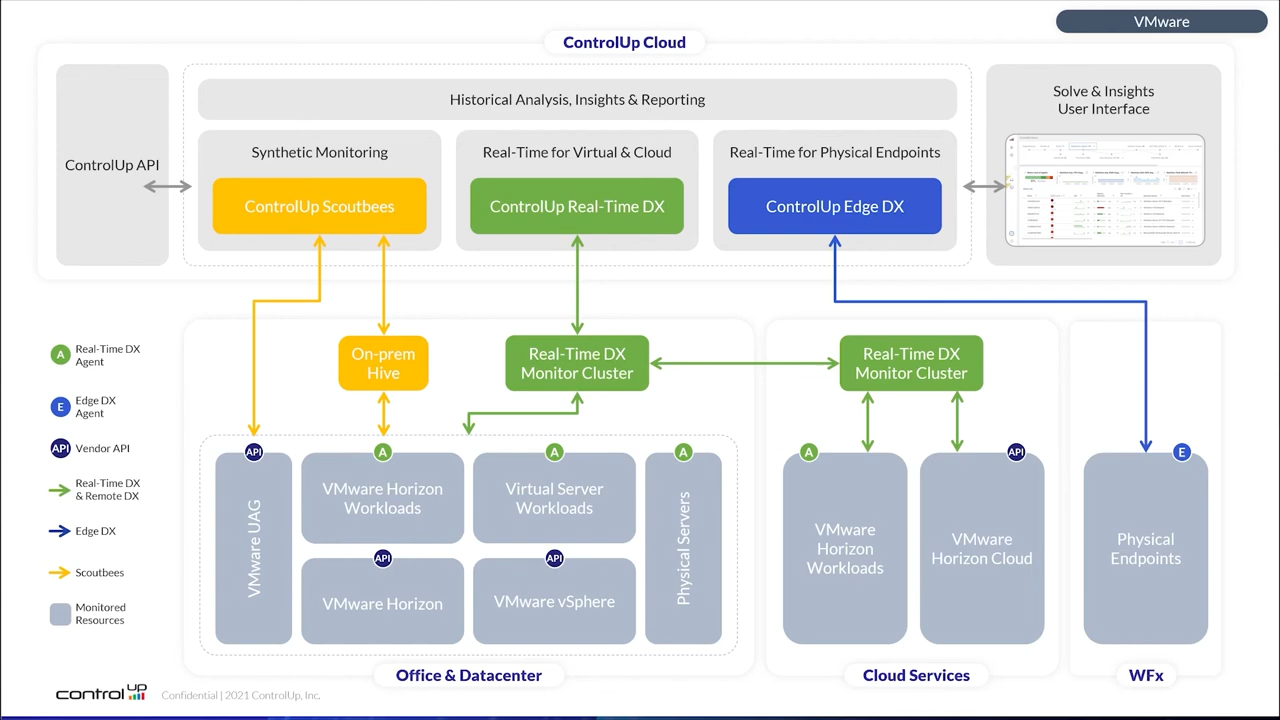 VMware
ControlUp Cloud
ControlUp API
Historical Analysis, Insights & Reporting
Synthetic Monitoring
ControlUp Scoutbees
Real-Time for Virtual & Cloud
ControlUp Real-Time DX
Real-Time for Physical Endpoints
ControlUp Edge DX
Solve & Insights
User Interface
A
Real-Time DX
Agent
E
Edge DX
Agent
API
Vendor API
Real-Time DX
& Remote DX
Edge DX
Scoutbees
Monitored
Resources
On-prem
Hive
Real-Time DX
Monitor Cluster
Real-Time DX
Monitor Cluster
API
VMware UAG
A
VMware Horizon
Workloads
API
VMware Horizon
A
Virtual Server
Workloads
API
VMware vSphere
A
Physical Servers
A
VMware
Horizon
Workloads
API
VMware
Horizon Cloud
E
Physical
Endpoints
Office & Datacenter
Cloud Services
WFx
control up
Confidential | 2021 ControlUp, Inc.